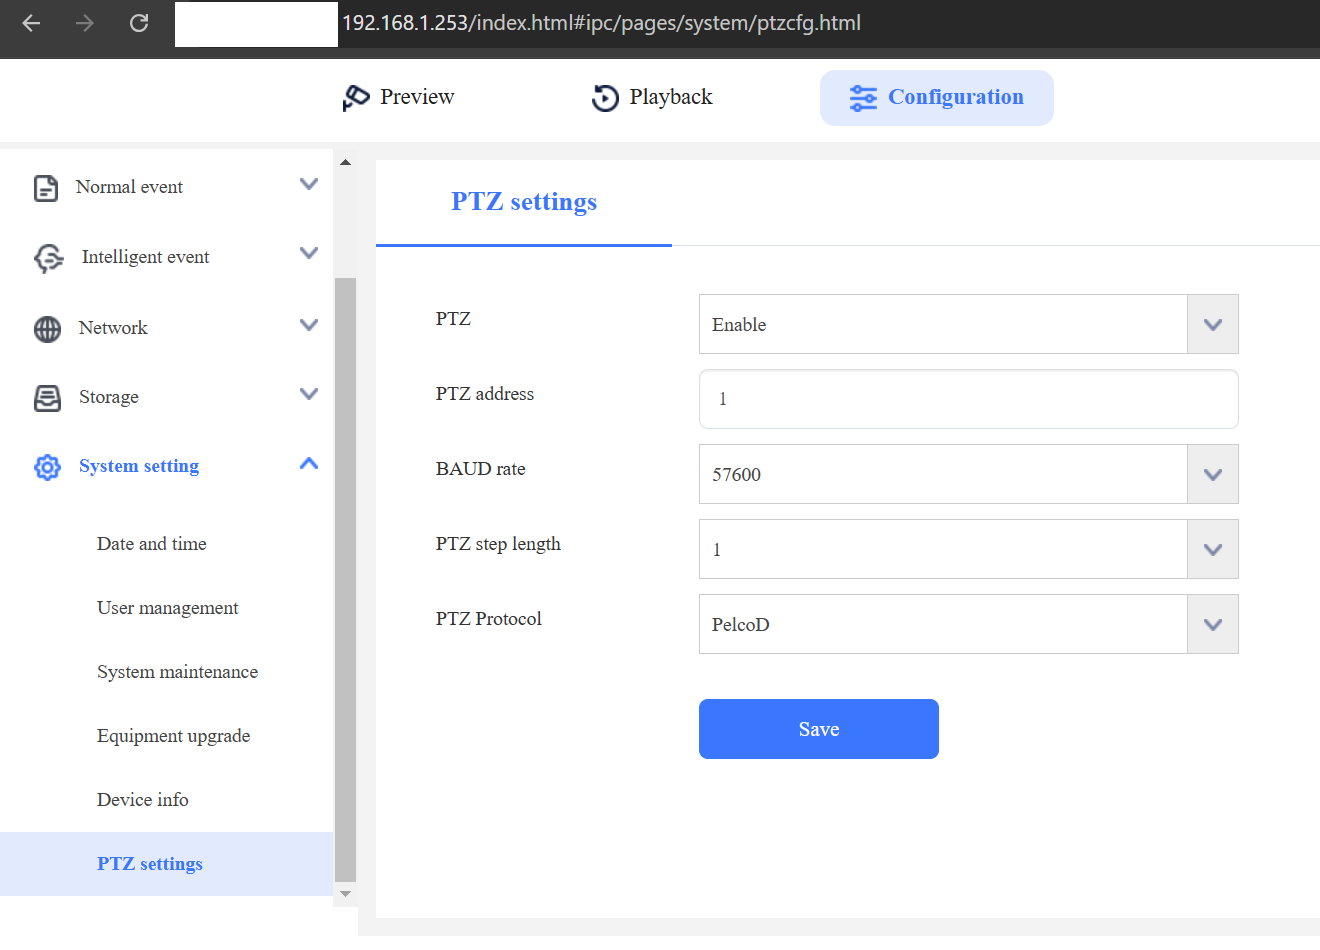 192.168.1.253/index.html#ipc/pages/system/ptzcfg.html
Preview Playback Configuration
Normal event
Intelligent event
Network
Storage
System setting
Date and time
User management
System maintenance
Equipment upgrade
Device info
PTZ settings
PTZ settings
PTZ Enable
PTZ address 1
BAUD rate 57600
PTZ step length 1
PTZ Protocol PelcoD
Save